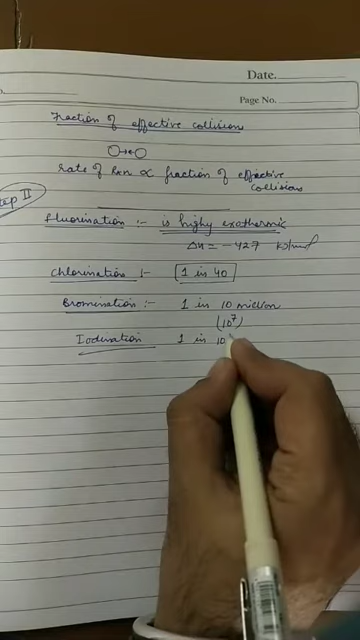 Date.
Page No.
Fraction of effective collisions
rate of Rxn ∝ fraction of effective
collisions
Step II
Fluorination :- is highly exothermic
ΔH = -427 KJ/mol
Chlorination :- 1 in 40
Bromination :- 1 in 10 million
(10⁷)
Iodination 1 in 10